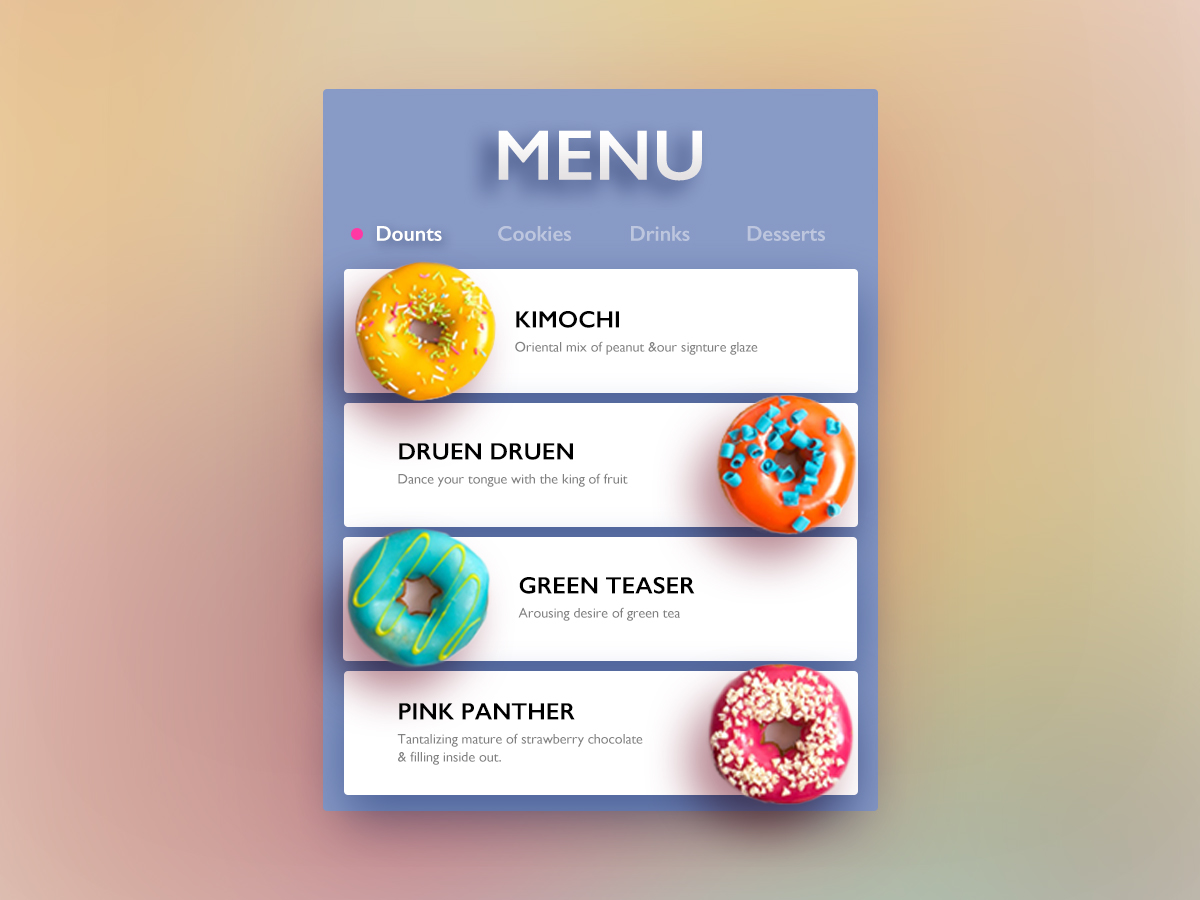 MENU
Dounts
Cookies
Drinks
Desserts
KIMOCHI
Oriental mix of peanut &our signture glaze
DRUEN DRUEN
Dance your tongue with the king of fruit
GREEN TEASER
Arousing desire of green tea
PINK PANTHER
Tantalizing mature of strawberry chocolate
& filling inside out.